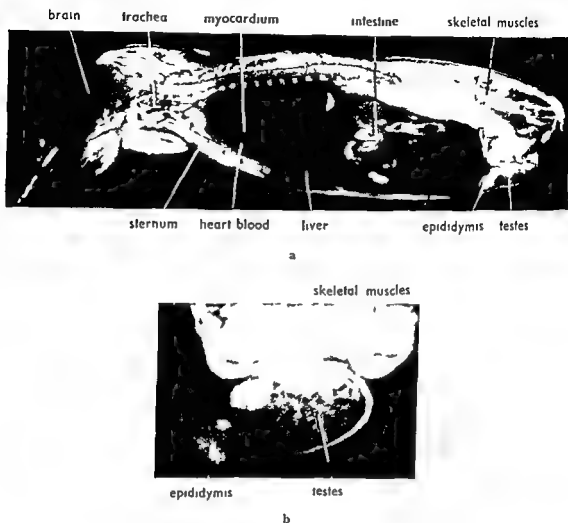 brain trachea myocardium intestine skeletal muscles
sternum heart blood liver epididymis testes
a
skeletal muscles
epididymis testes
b